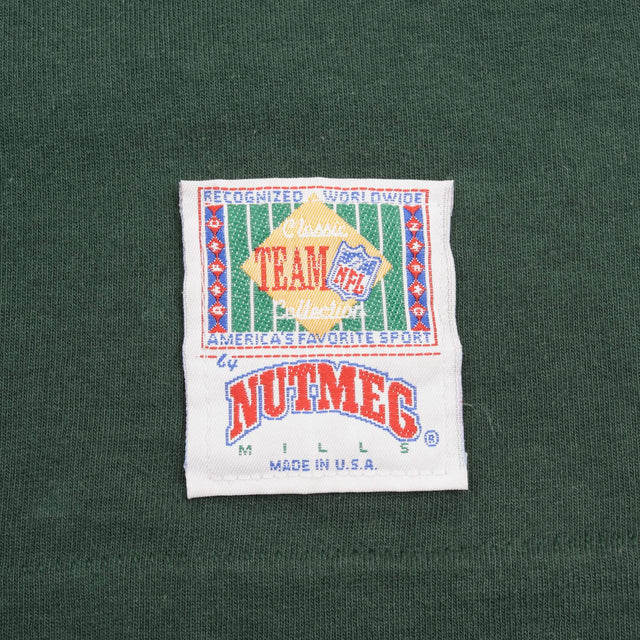 RECOGNIZED WORLDWIDE
Classic
TEAM
NFL
Collection
AMERICA'S FAVORITE SPORT
by
NUTMEG
®
MILLS
MADE IN U.S.A.